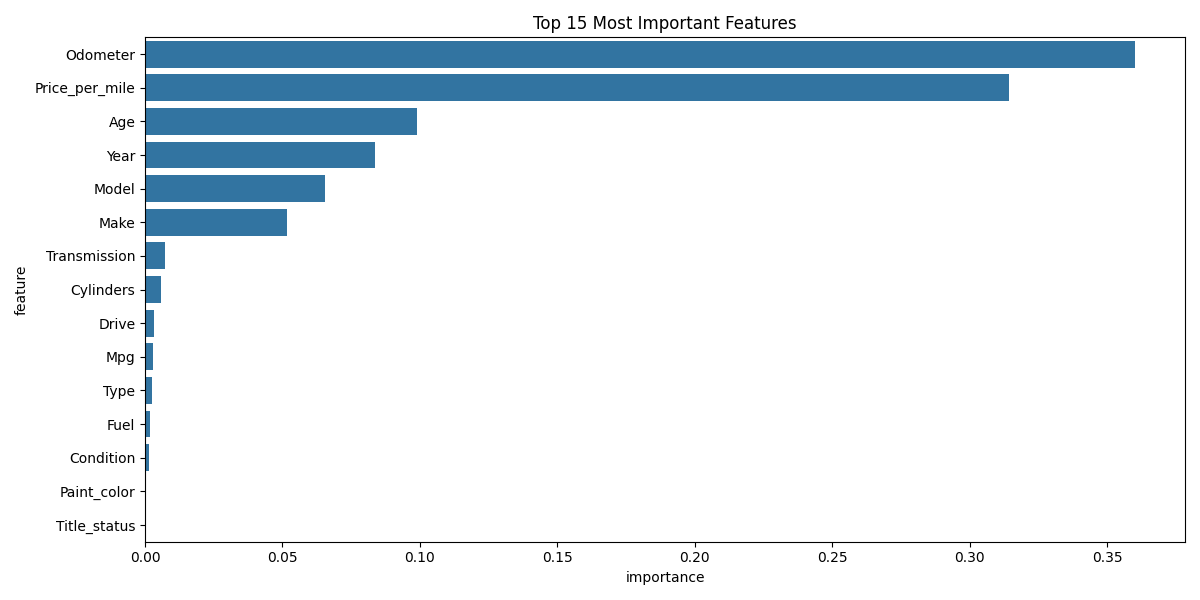 Top 15 Most Important Features
Odometer
Price_per_mile
Age
Year
Model
Make
Transmission
Cylinders
Drive
Mpg
Type
Fuel
Condition
Paint_color
Title_status
feature
0.00 0.05 0.10 0.15 0.20 0.25 0.30 0.35
importance